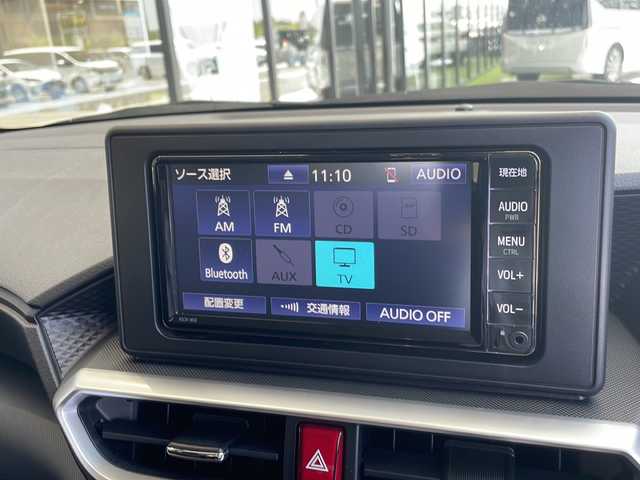 ソース選択 11:10 AUDIO
AM FM CD SD
Bluetooth AUX TV
配置変更 交通情報 AUDIO OFF
現在地
AUDIO
PWR
MENU
CTRL
VOL+
VOL−